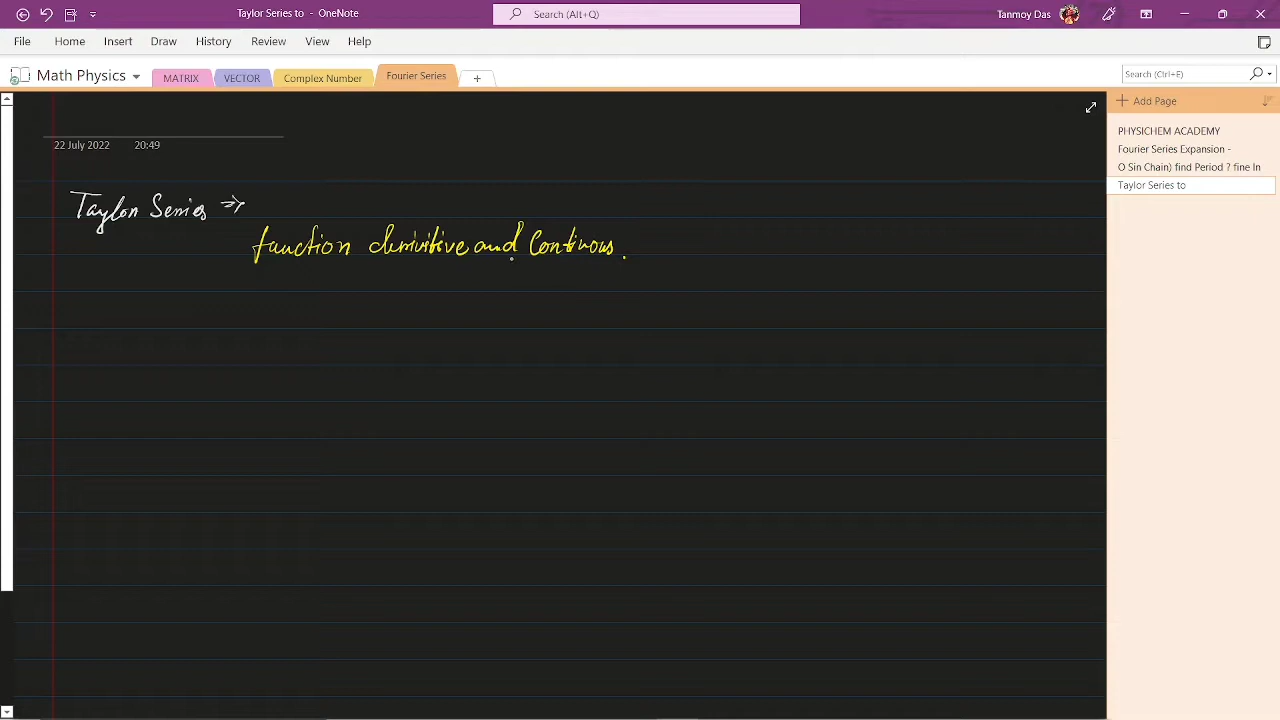 Taylor Series to - OneNote
Search (Alt+Q)
Tanmoy Das
File Home Insert Draw History Review View Help
Math Physics
MATRIX
VECTOR
Complex Number
Fourier Series
+
Search (Ctrl+E)
Add Page
PHYSICHEM ACADEMY
Fourier Series Expansion -
O Sin Chain) find Period ? fine In
Taylor Series to
22 July 2022 20:49
Taylor Series ⇒
function derivitive and Continous.